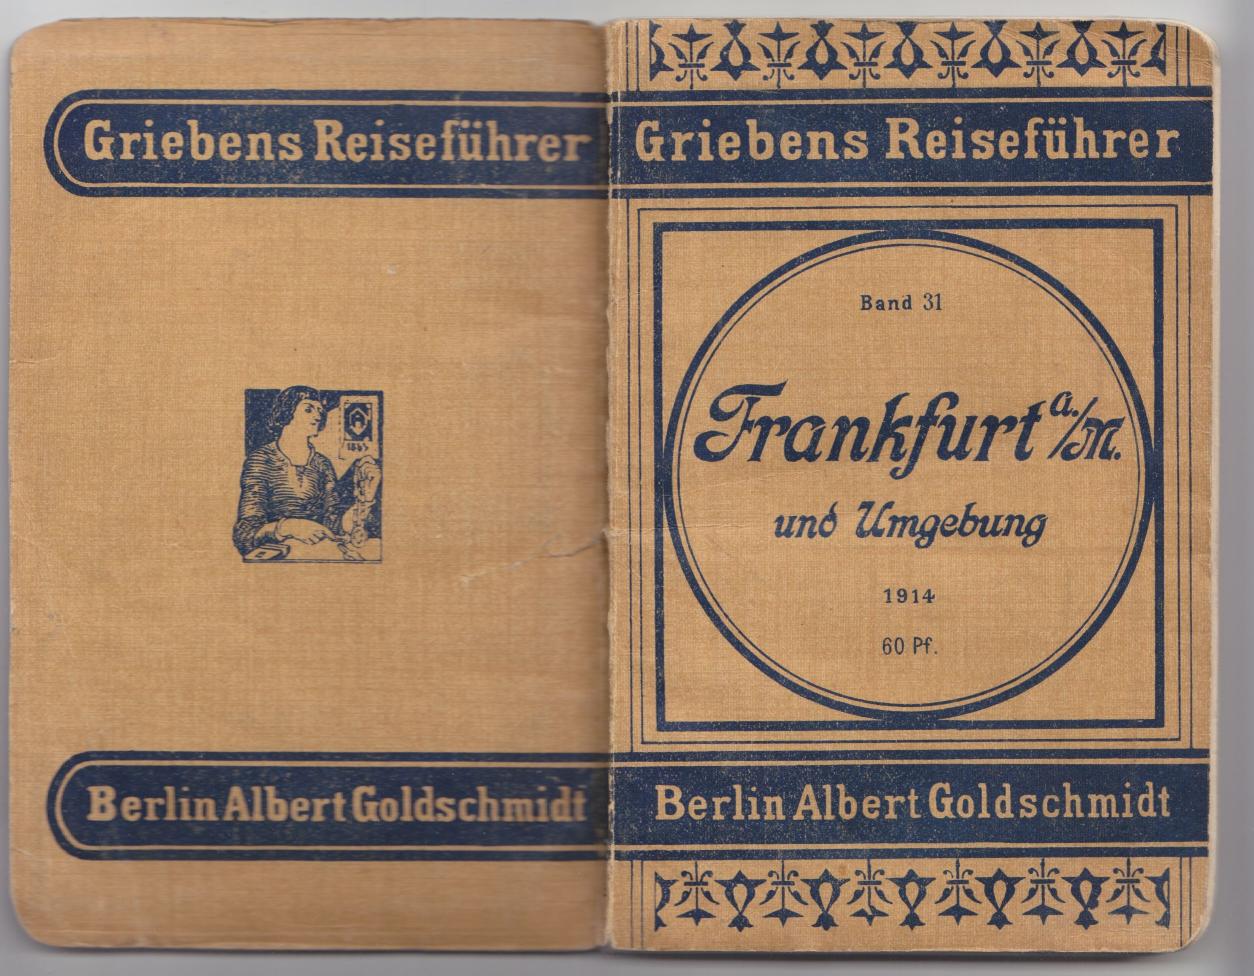 Griebens Reiseführer
Berlin Albert Goldschmidt
Griebens Reiseführer
Band 31
Frankfurt a./M.
und Umgebung
1914
60 Pf.
Berlin Albert Goldschmidt